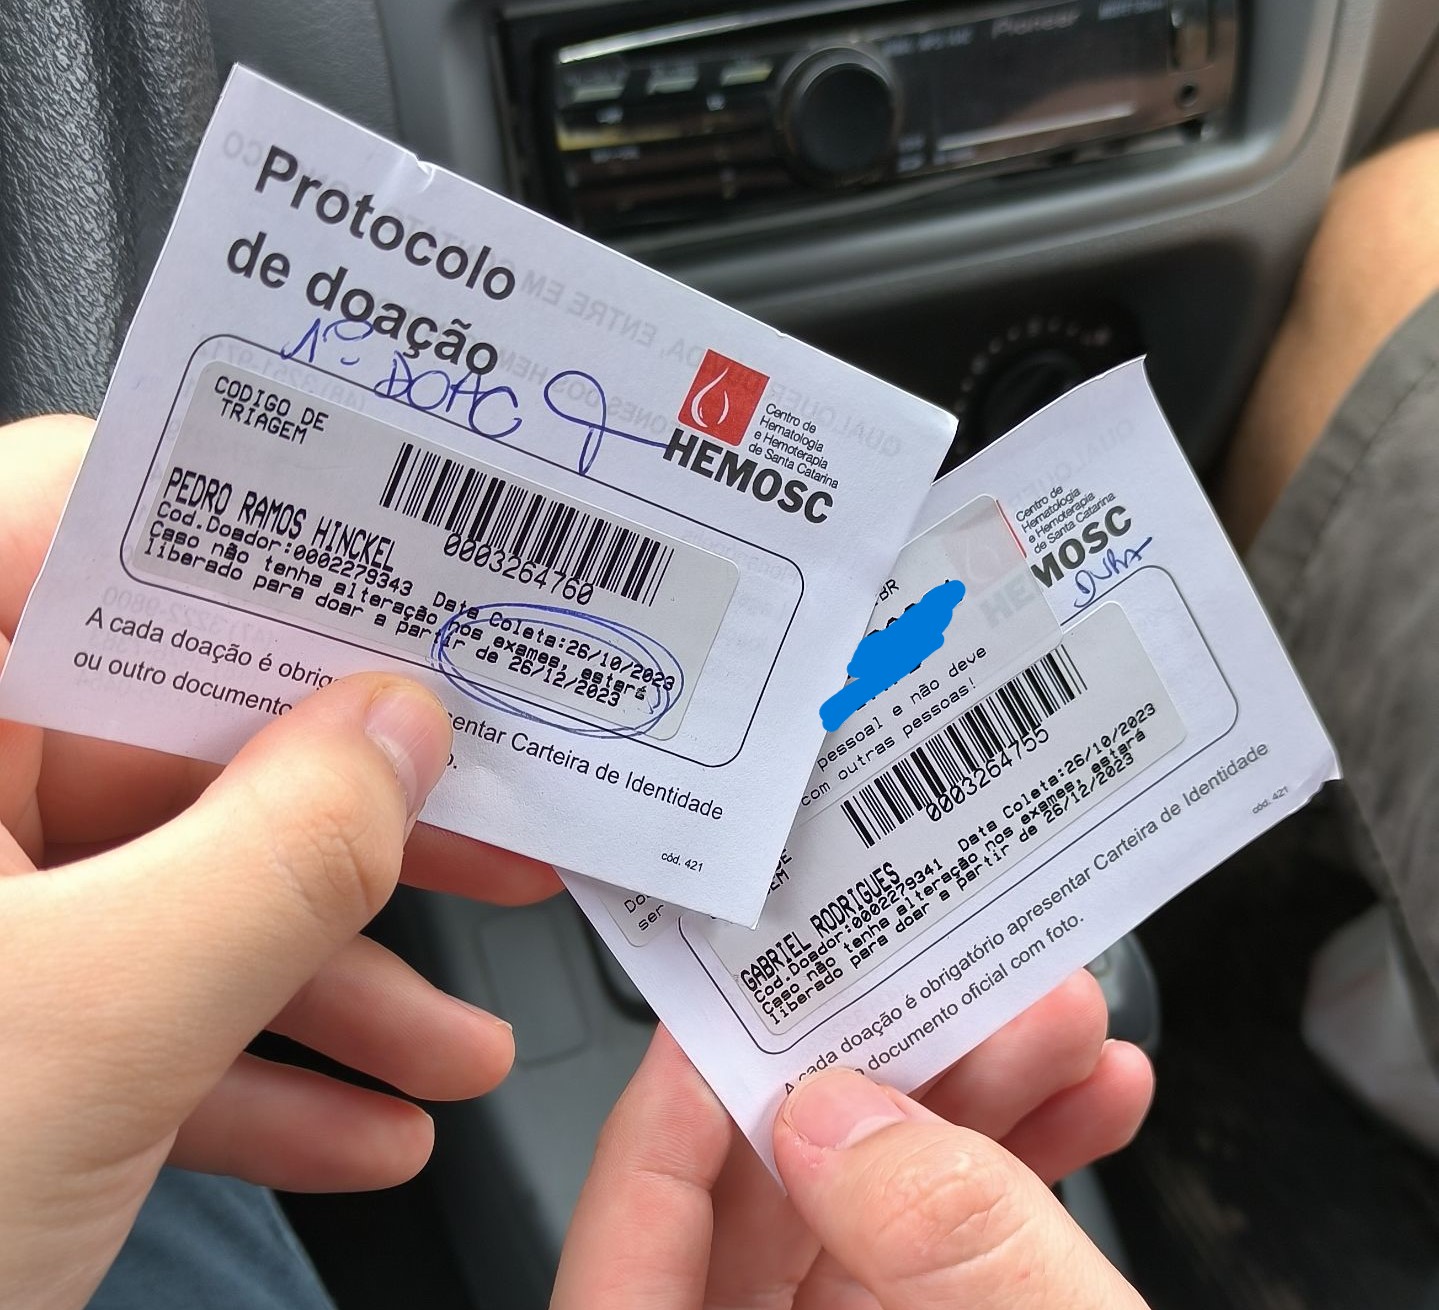 Protocolo
de doação
1º DOAÇ
HEMOSC
Centro de
Hematologia
e Hemoterapia
de Santa Catarina
CODIGO DE
TRIAGEM
0003264760
PEDRO RAMOS HINCKEL
Cod.Doador:0002279343 Data Coleta:26/10/2023
Caso não tenha alteração nos exames, estará
liberado para doar a partir de 26/12/2023
A cada doação é obrig sentar Carteira de Identidade
ou outro documento o.
cód. 421
Centro de
Hematologia
e Hemoterapia
de Santa Catarina
HEMOSC
pessoal e não deve
com outras pessoas!
0003264755
GABRIEL RODRIGUES
Cod.Doador:0002279341 Data Coleta:26/10/2023
Caso não tenha alteração nos exames, estará
liberado para doar a partir de 26/12/2023
A cada doação é obrigatório apresentar Carteira de Identidade
o documento oficial com foto.
cód. 421
Pioneer